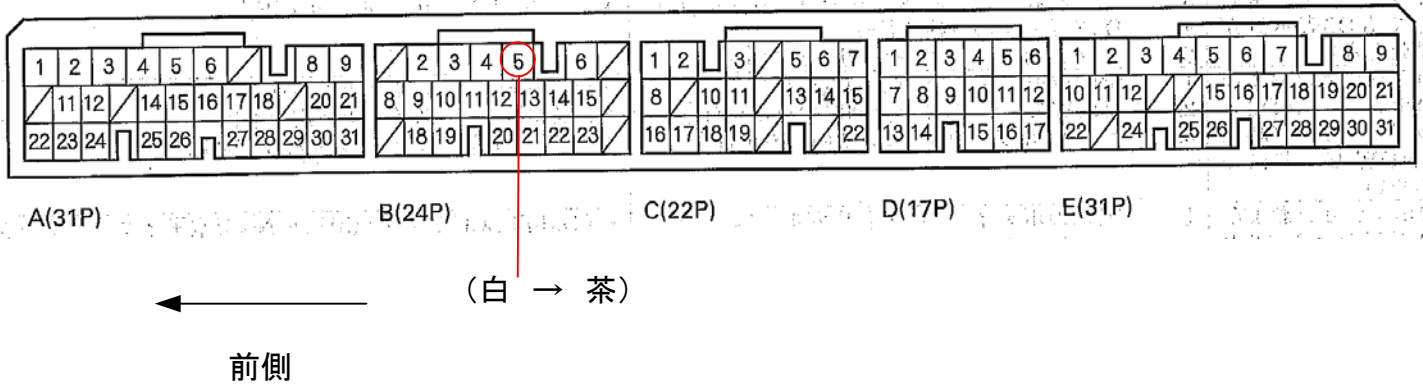 1 2 3 4 5 6 8 9 2 3 4 5 6 1 2 3 5 6 7 1 2 3 4 5 6 1 2 3 4 5 6 7 8 9
11 12 14 15 16 17 18 20 21 8 9 10 11 12 13 14 15 8 10 11 13 14 15 7 8 9 10 11 12 10 11 12 15 16 17 18 19 20 21
22 23 24 25 26 27 28 29 30 31 18 19 20 21 22 23 16 17 18 19 22 13 14 15 16 17 22 24 25 26 27 28 29 30 31
A(31P) B(24P) C(22P) D(17P) E(31P)
（白 → 茶）
前側